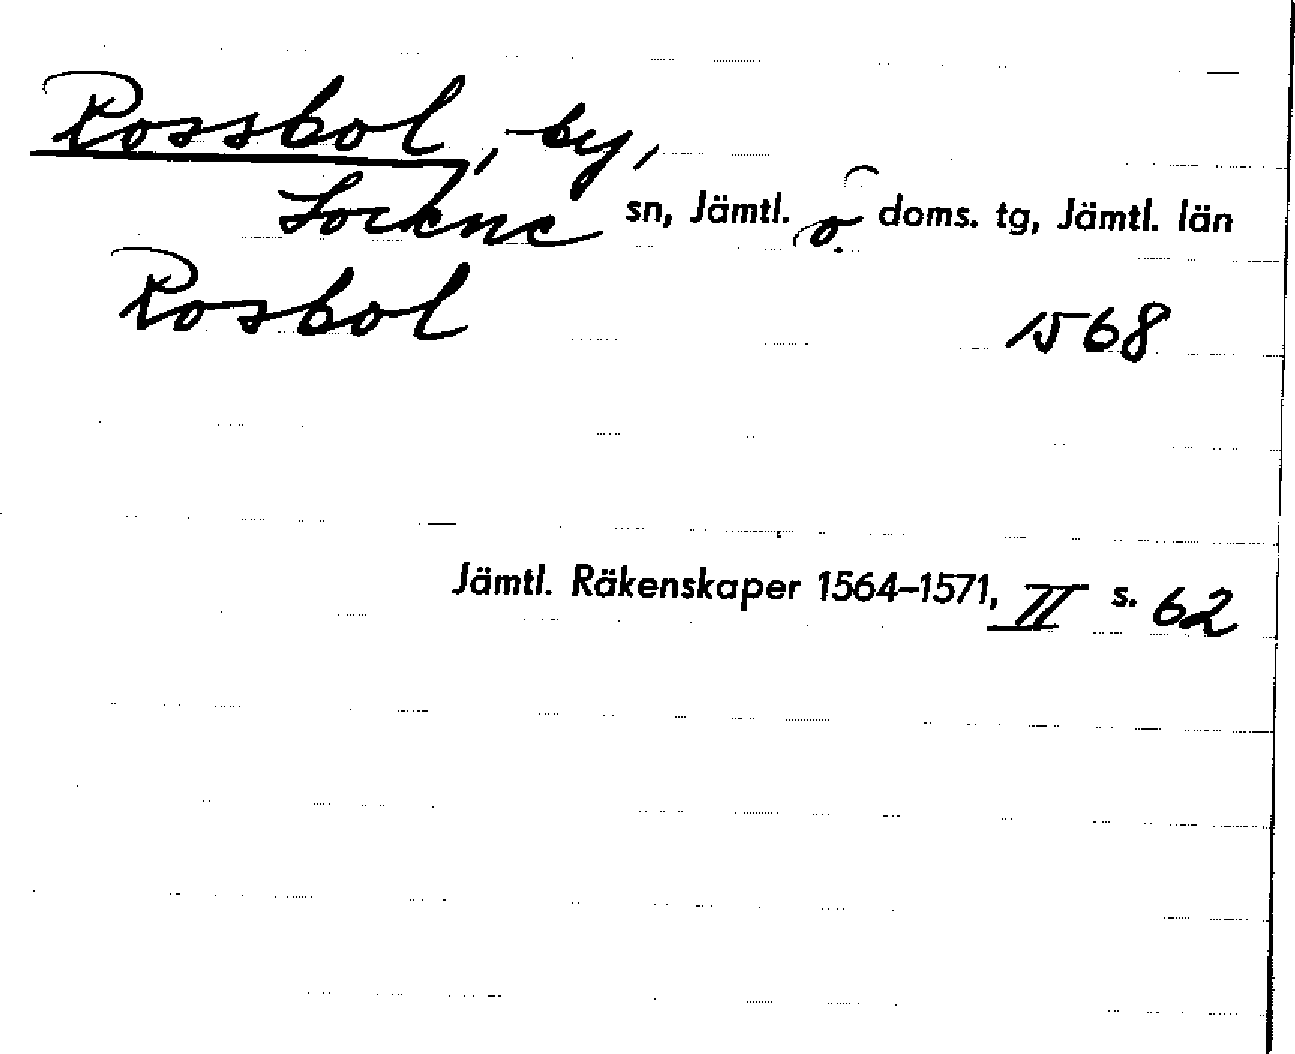 Rossbol, by,
Lockne sn, Jämtl. ö. doms. tg, Jämtl. län
Rosbol 1568
Jämtl. Räkenskaper 1564–1571, II s. 62